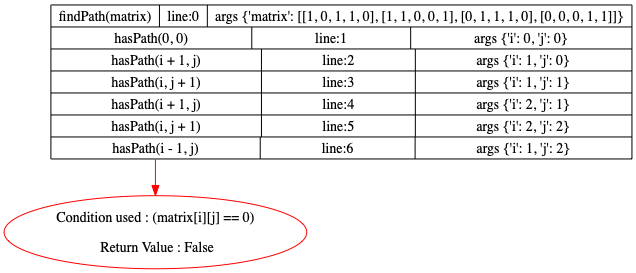 findPath(matrix) line:0 args {'matrix': [[1, 0, 1, 1, 0], [1, 1, 0, 0, 1], [0, 1, 1, 1, 0], [0, 0, 0, 1, 1]]}
hasPath(0, 0) line:1 args {'i': 0, 'j': 0}
hasPath(i + 1, j) line:2 args {'i': 1, 'j': 0}
hasPath(i, j + 1) line:3 args {'i': 1, 'j': 1}
hasPath(i + 1, j) line:4 args {'i': 2, 'j': 1}
hasPath(i, j + 1) line:5 args {'i': 2, 'j': 2}
hasPath(i - 1, j) line:6 args {'i': 1, 'j': 2}
Condition used : (matrix[i][j] == 0)
Return Value : False